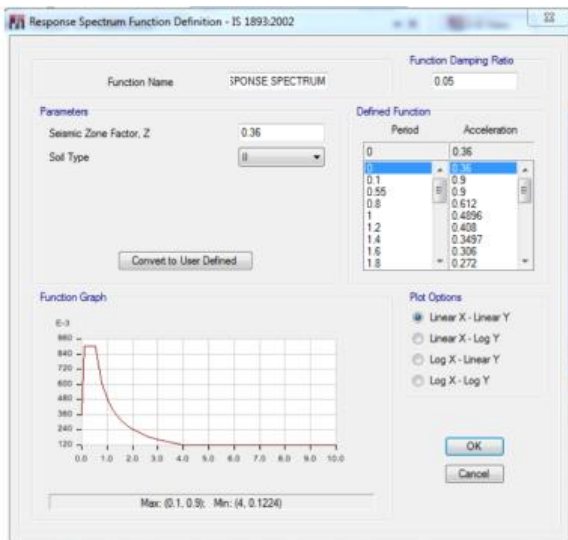 Response Spectrum Function Definition - IS 1893:2002
Function Name
SPONSE SPECTRUM
Function Damping Ratio
0.05
Parameters
Seismic Zone Factor, Z
0.36
Soil Type
II
Convert to User Defined
Defined Function
Period Acceleration
0 0.36
0 0.36
0.1 0.9
0.55 0.9
0.8 0.612
1 0.4896
1.2 0.408
1.4 0.3497
1.6 0.306
1.8 0.272
Function Graph
E-3
960
840
720
600
480
360
240
120
0.0 1.0 2.0 3.0 4.0 5.0 6.0 7.0 8.0 9.0 10.0
Max: (0.1, 0.9); Min: (4, 0.1224)
Plot Options
Linear X - Linear Y
Linear X - Log Y
Log X - Linear Y
Log X - Log Y
OK
Cancel